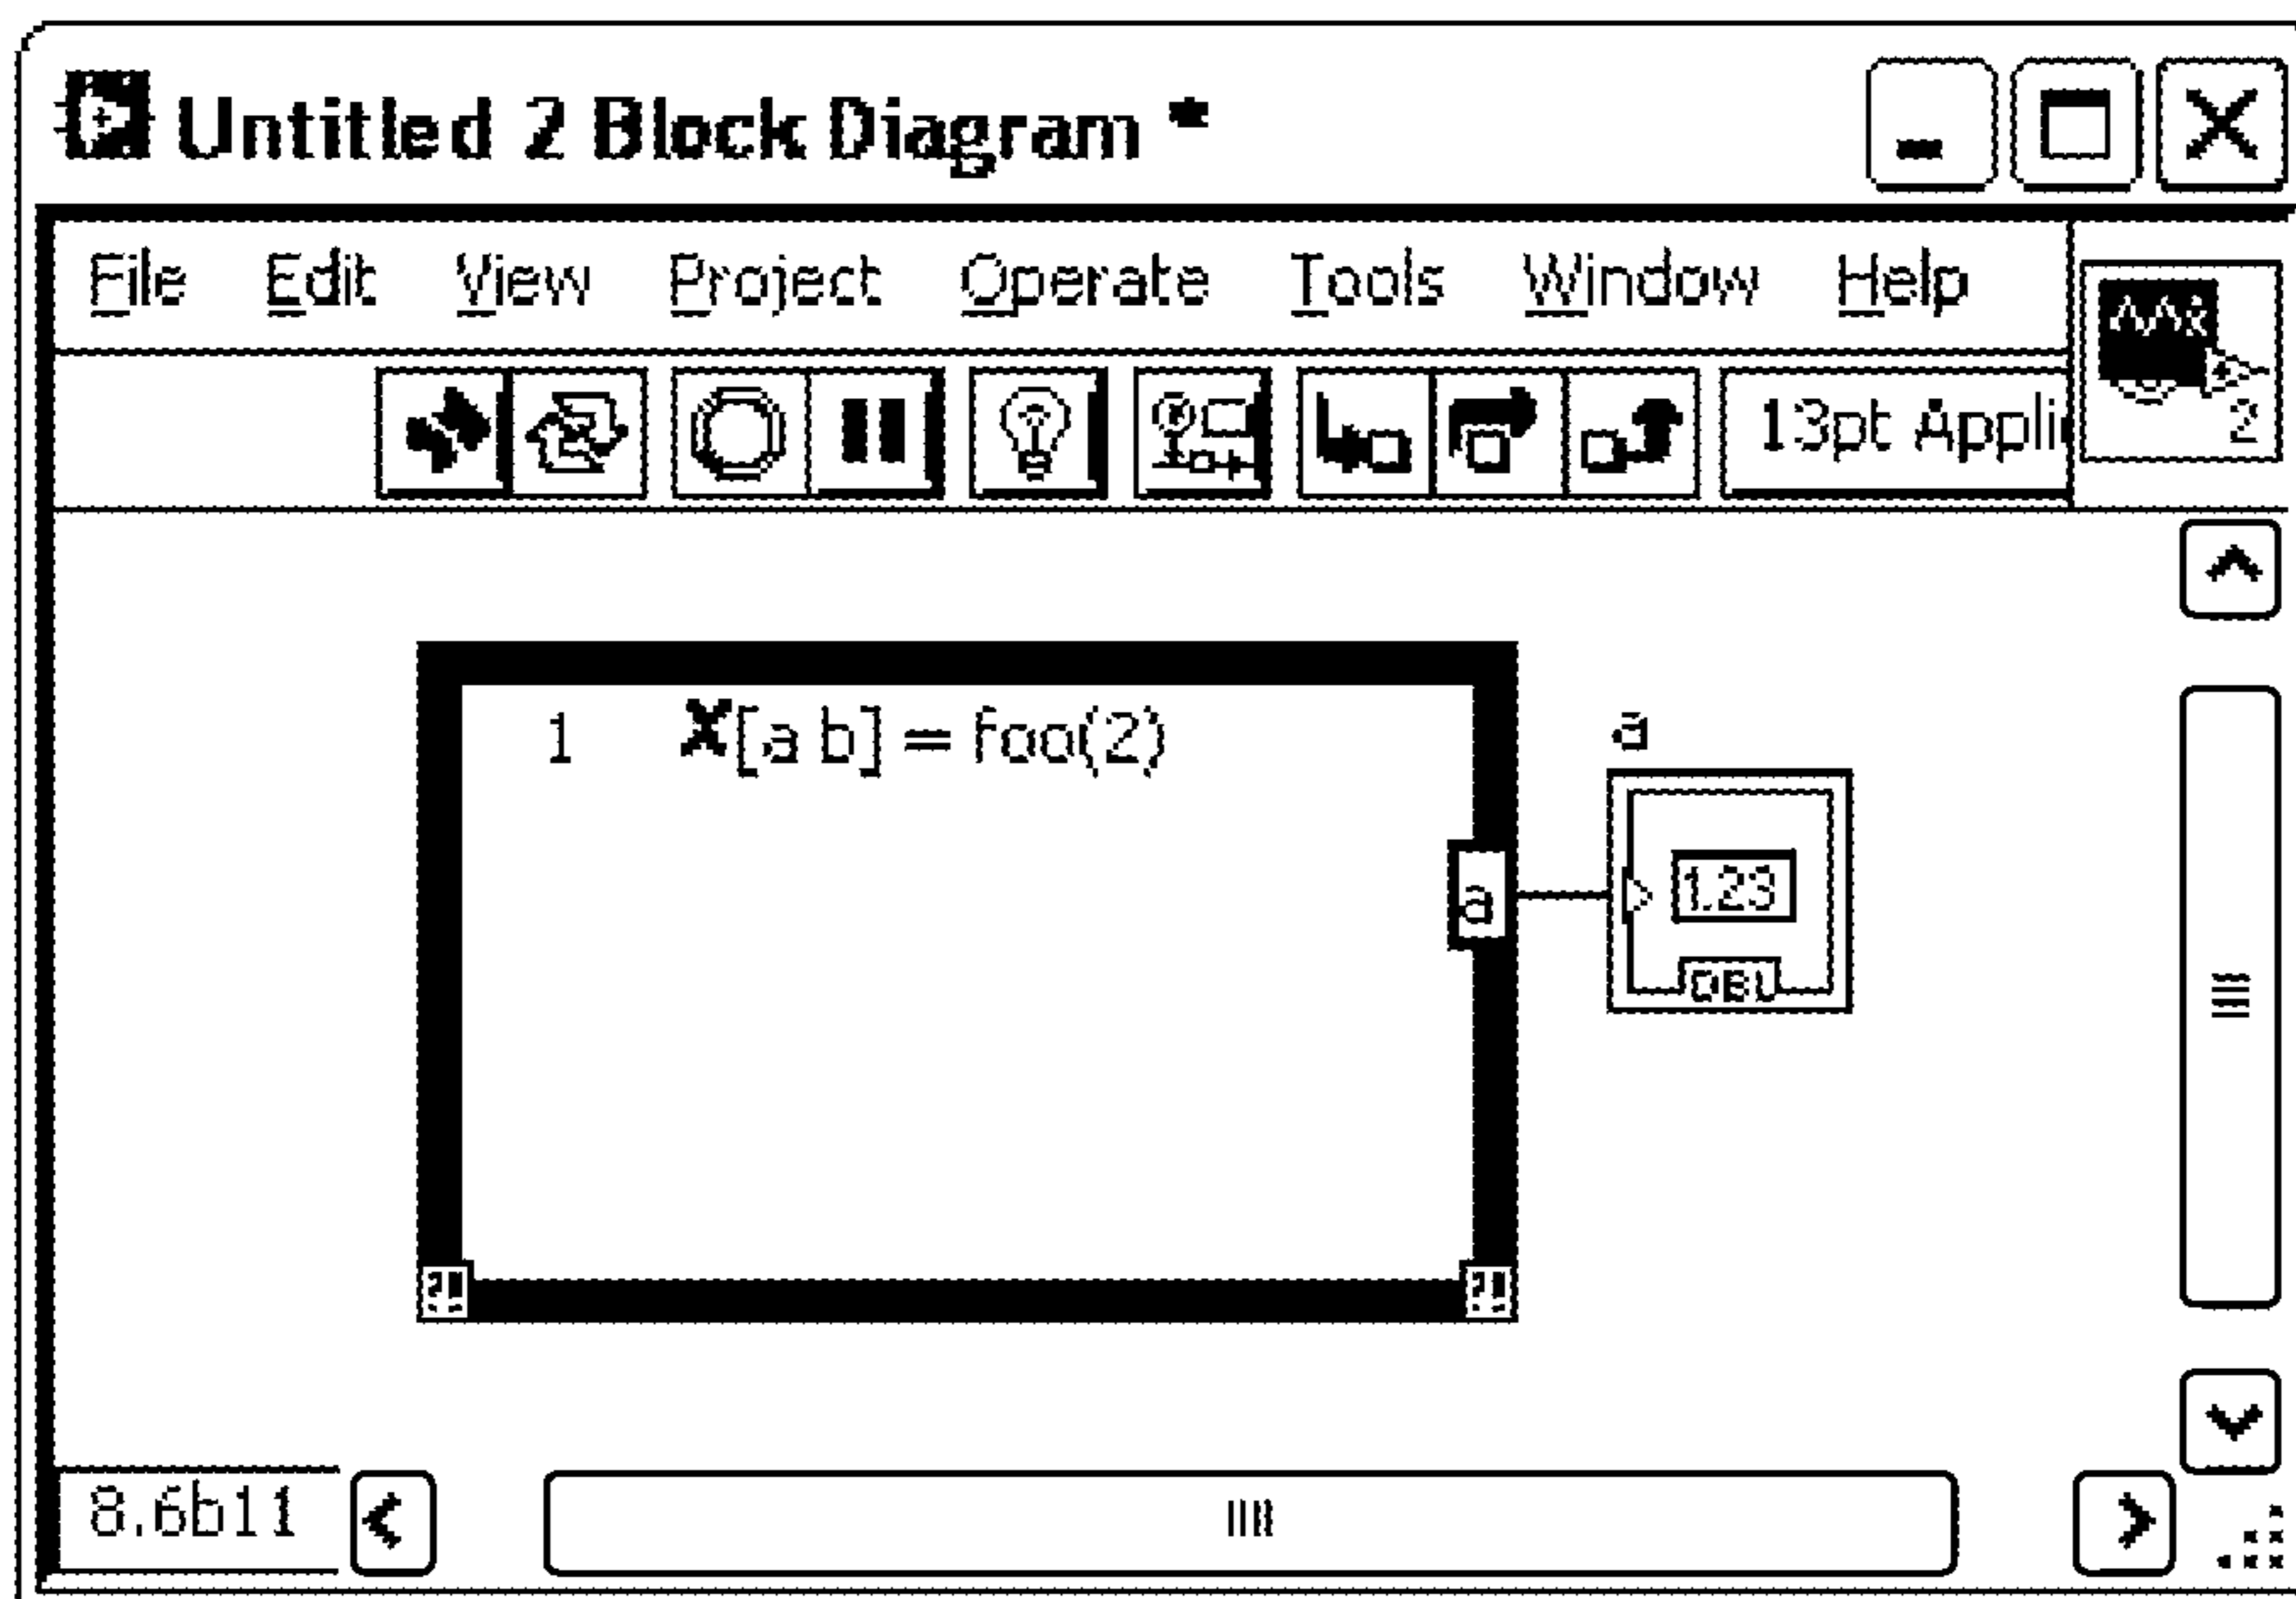 Untitled 2 Block Diagram *
File Edit View Project Operate Tools Window Help
13pt Appli
2
1 X[a b] = foo(2)
a
a
1.23
DBL
8.6b11